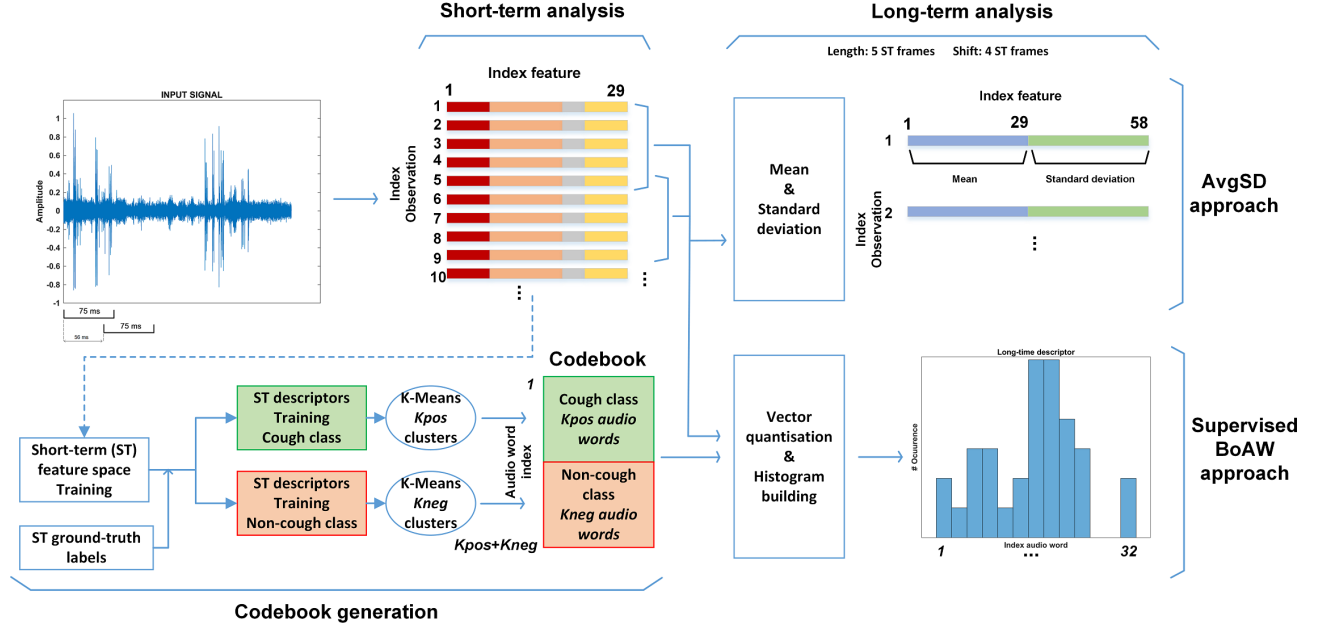 Short-term analysis
Long-term analysis
Length: 5 ST frames Shift: 4 ST frames
INPUT SIGNAL
Amplitude
1
0.8
0.6
0.4
0.2
0
-0.2
-0.4
-0.6
-0.8
-1
75 ms
75 ms
56 ms
Index feature
1 29
Index
Observation
1
2
3
4
5
6
7
8
9
10
...
...
Mean
&
Standard
deviation
Index feature
1 29 58
1
Mean Standard deviation
Index
Observation
2
...
AvgSD
approach
Short-term (ST)
feature space
Training
ST ground-truth
labels
ST descriptors
Training
Cough class
K-Means
Kpos
clusters
ST descriptors
Training
Non-cough class
K-Means
Kneg
clusters
Codebook
1
Audio word
index
Kpos+Kneg
Cough class
Kpos audio
words
Non-cough
class
Kneg audio
words
Codebook generation
Vector
quantisation
&
Histogram
building
Long-time descriptor
# Ocuurence
Index audio word
1 ... 32
Supervised
BoAW
approach